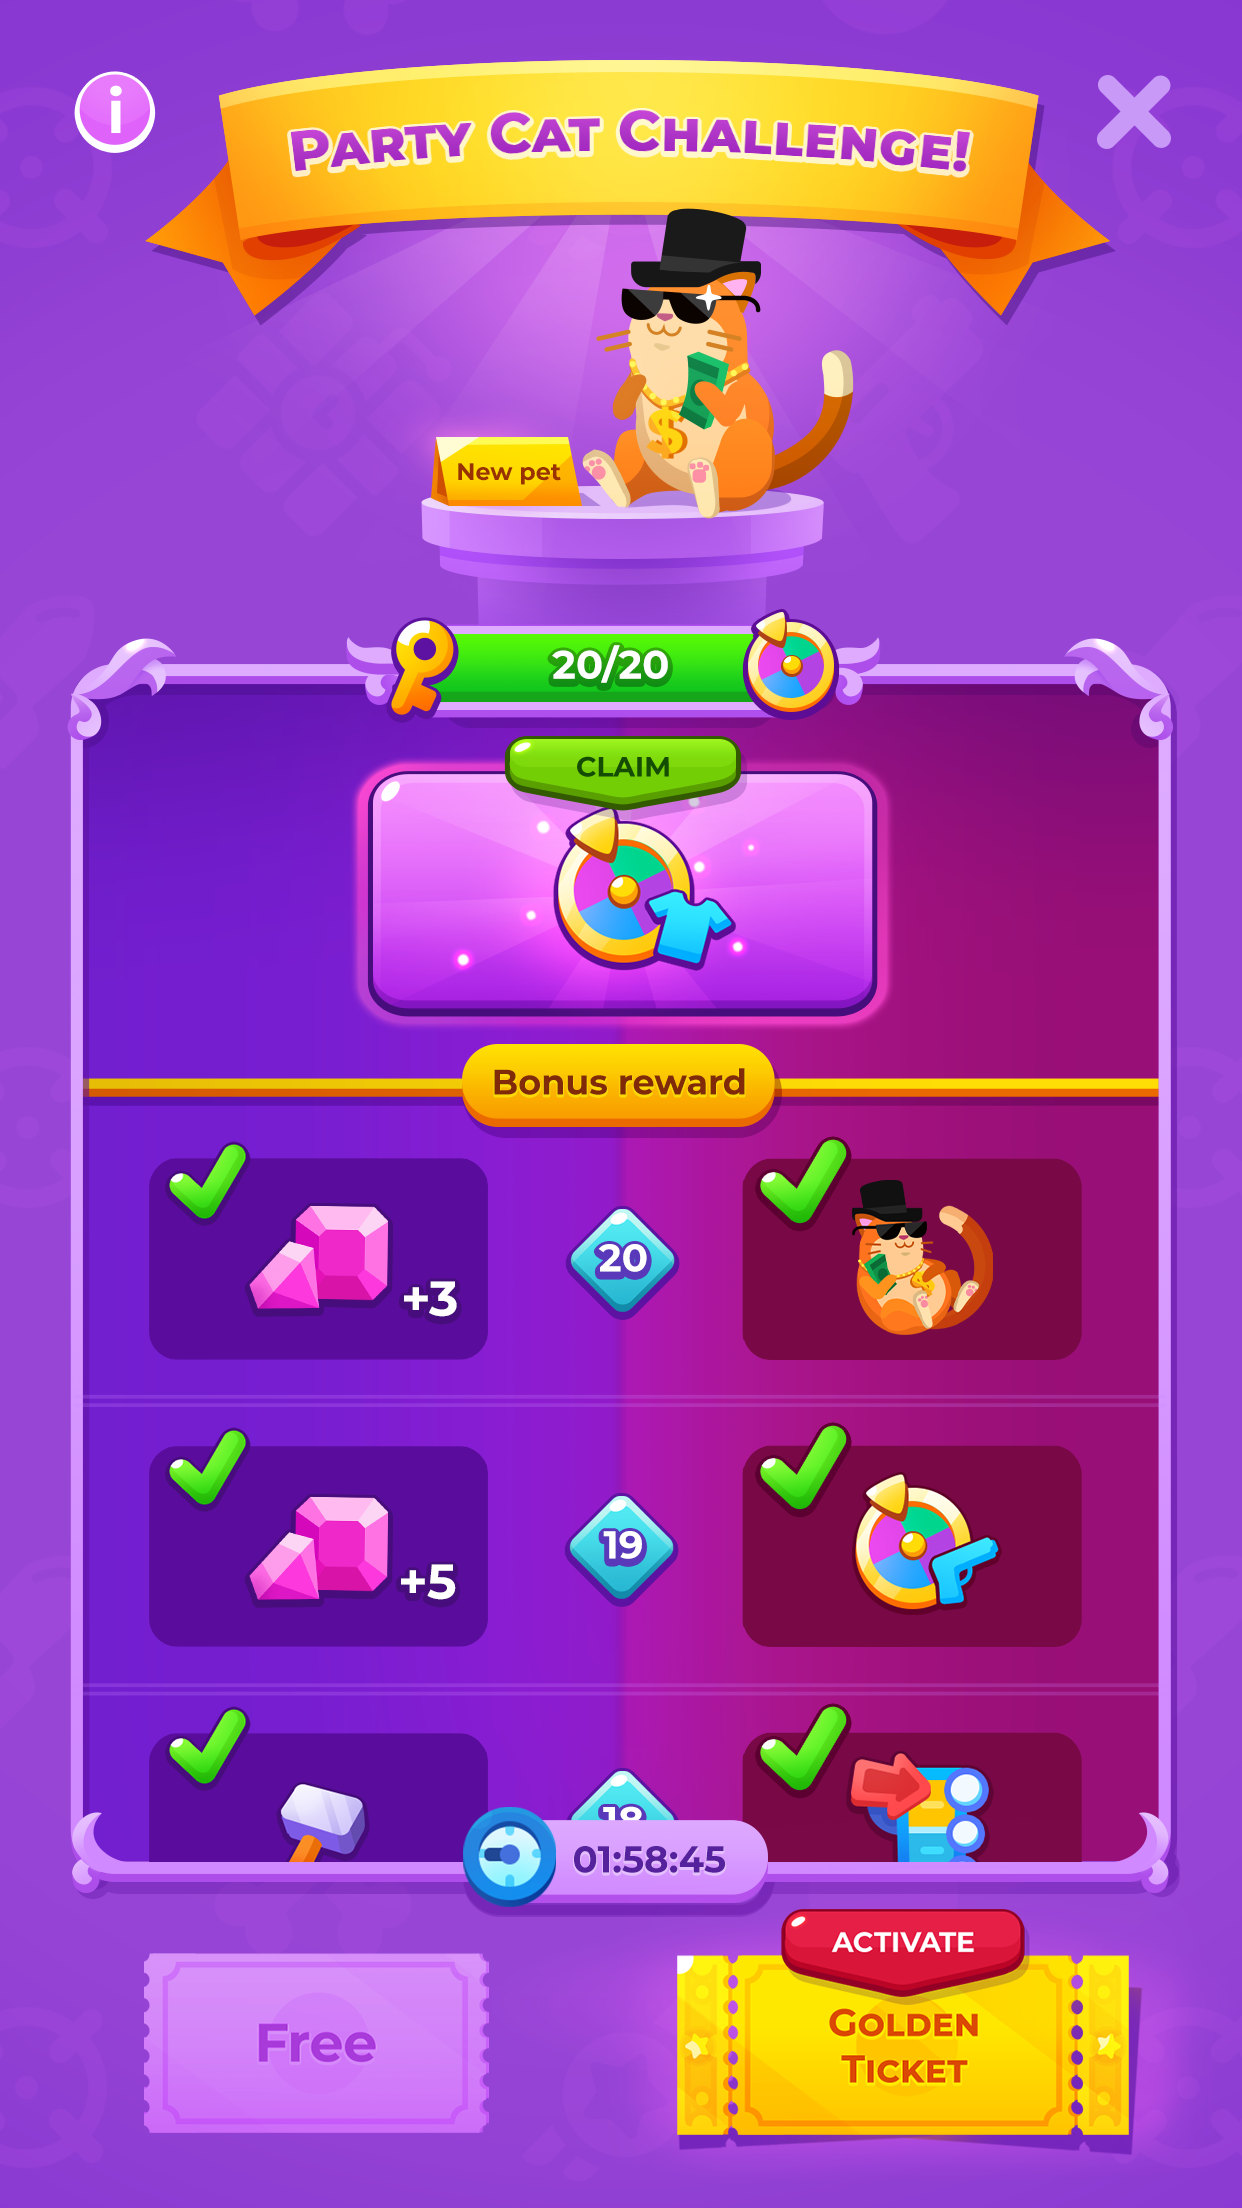 i
Party Cat Challenge!
New pet
20/20
CLAIM
Bonus reward
+3
20
+5
19
18
01:58:45
ACTIVATE
Free
Golden
Ticket